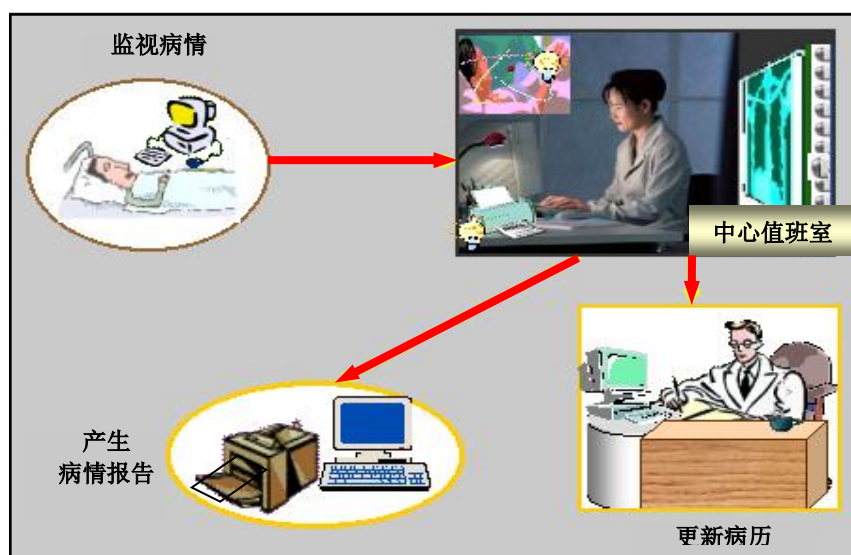 监视病情
中心值班室
产生
病情报告
更新病历